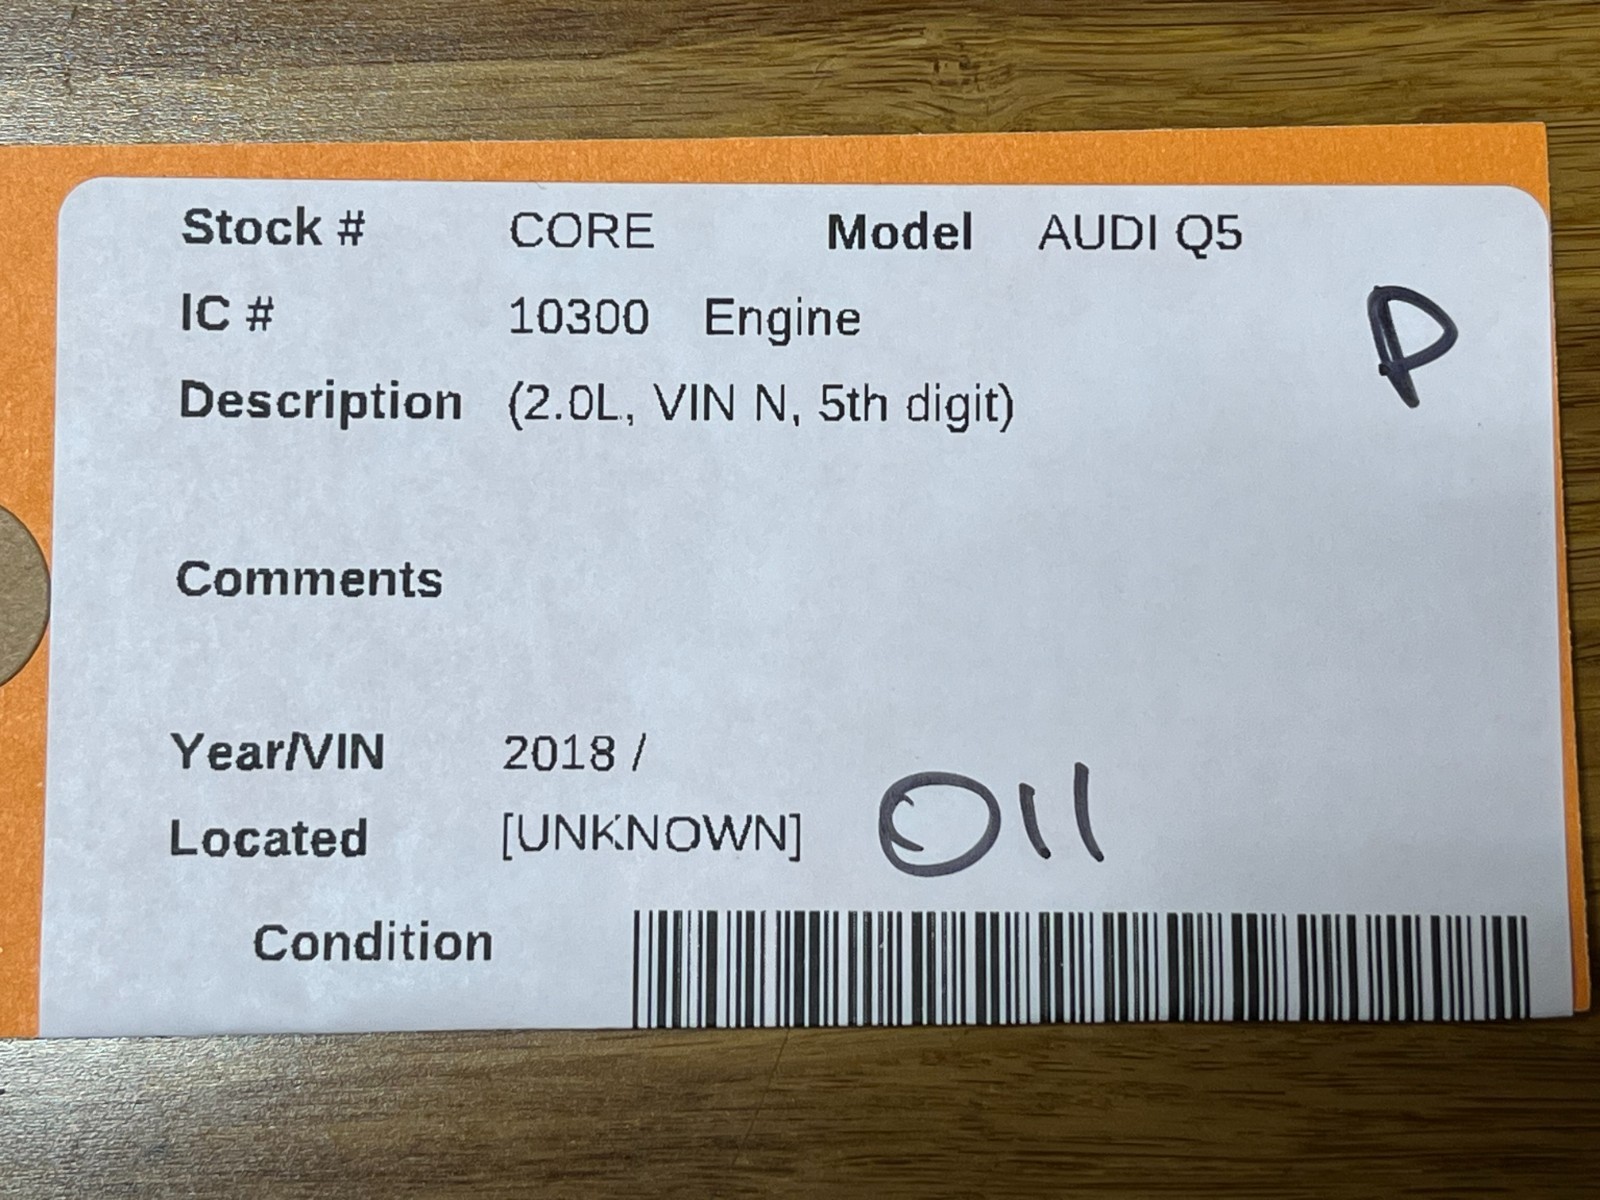 Stock # CORE Model AUDI Q5
IC # 10300 Engine
P
Description (2.0L, VIN N, 5th digit)
Comments
Year/VIN 2018 /
Located [UNKNOWN] 011
Condition